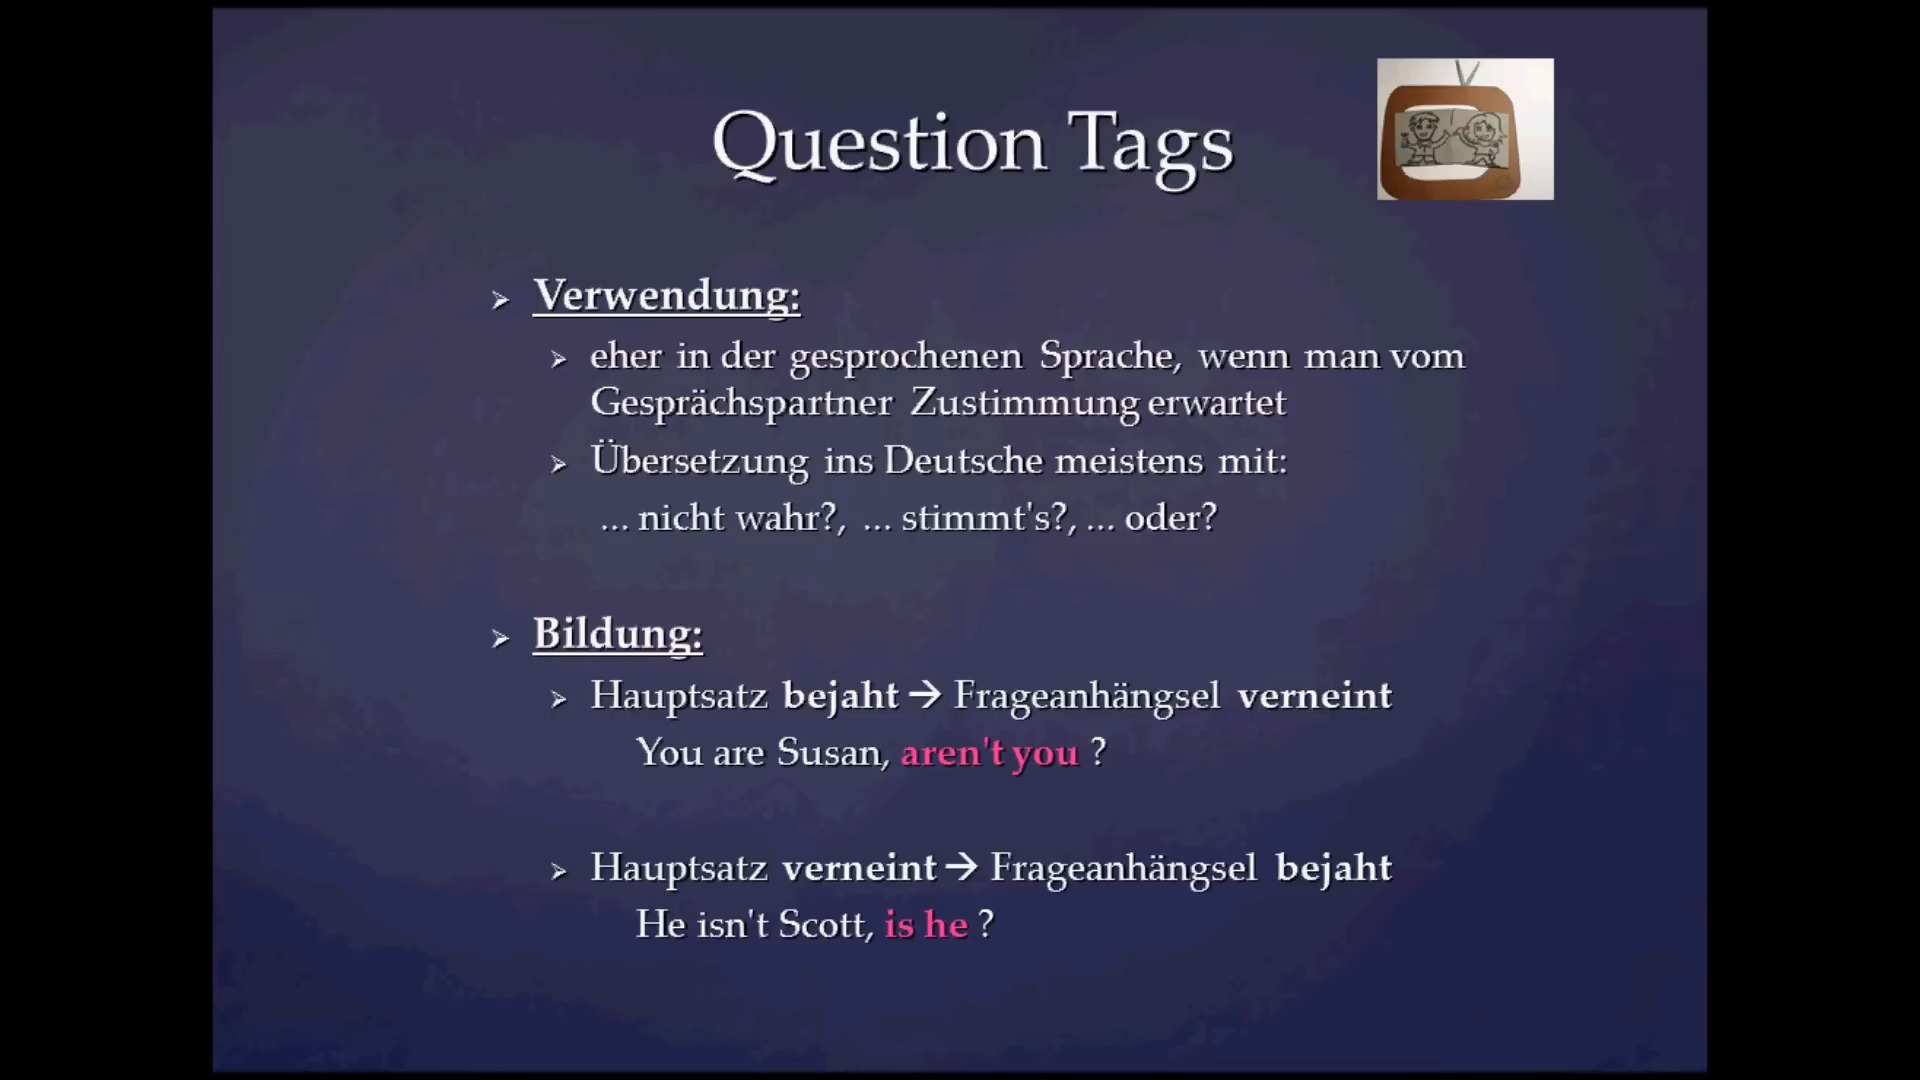 Question Tags
Verwendung:
eher in der gesprochenen Sprache, wenn man vom
Gesprächspartner Zustimmung erwartet
Übersetzung ins Deutsche meistens mit:
... nicht wahr?, ... stimmt's?, ... oder?
Bildung:
Hauptsatz bejaht → Frageanhängsel verneint
You are Susan, aren't you ?
Hauptsatz verneint → Frageanhängsel bejaht
He isn't Scott, is he ?